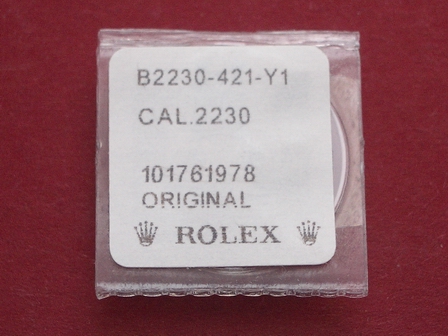 B2230-421-Y1
CAL.2230
101761978
ORIGINAL
ROLEX